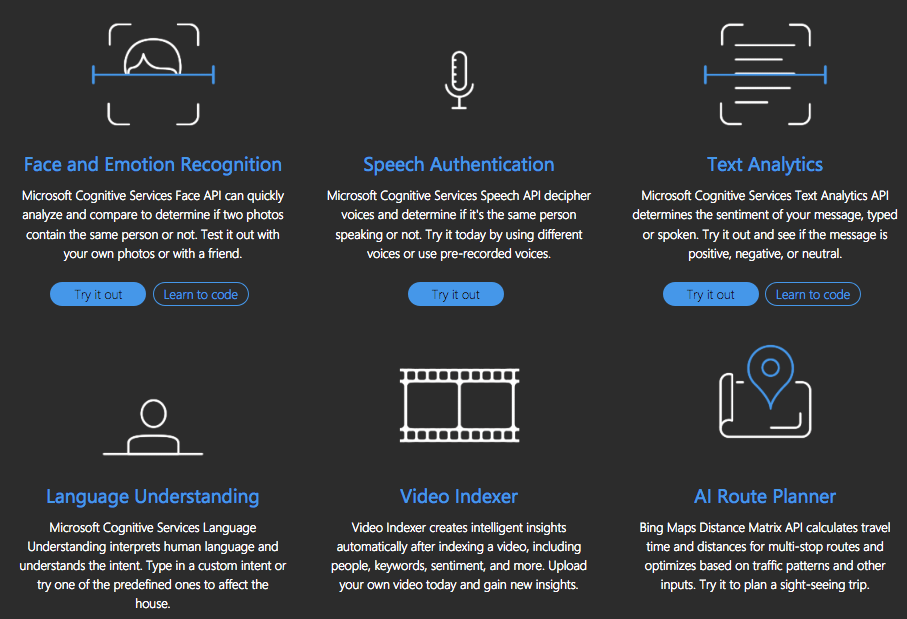 Face and Emotion Recognition
Microsoft Cognitive Services Face API can quickly
analyze and compare to determine if two photos
contain the same person or not. Test it out with
your own photos or with a friend.
Try it out
Learn to code
Speech Authentication
Microsoft Cognitive Services Speech API decipher
voices and determine if it's the same person
speaking or not. Try it today by using different
voices or use pre-recorded voices.
Try it out
Text Analytics
Microsoft Cognitive Services Text Analytics API
determines the sentiment of your message, typed
or spoken. Try it out and see if the message is
positive, negative, or neutral.
Try it out
Learn to code
Language Understanding
Microsoft Cognitive Services Language
Understanding interprets human language and
understands the intent. Type in a custom intent or
try one of the predefined ones to affect the
house.
Video Indexer
Video Indexer creates intelligent insights
automatically after indexing a video, including
people, keywords, sentiment, and more. Upload
your own video today and gain new insights.
AI Route Planner
Bing Maps Distance Matrix API calculates travel
time and distances for multi-stop routes and
optimizes based on traffic patterns and other
inputs. Try it to plan a sight-seeing trip.